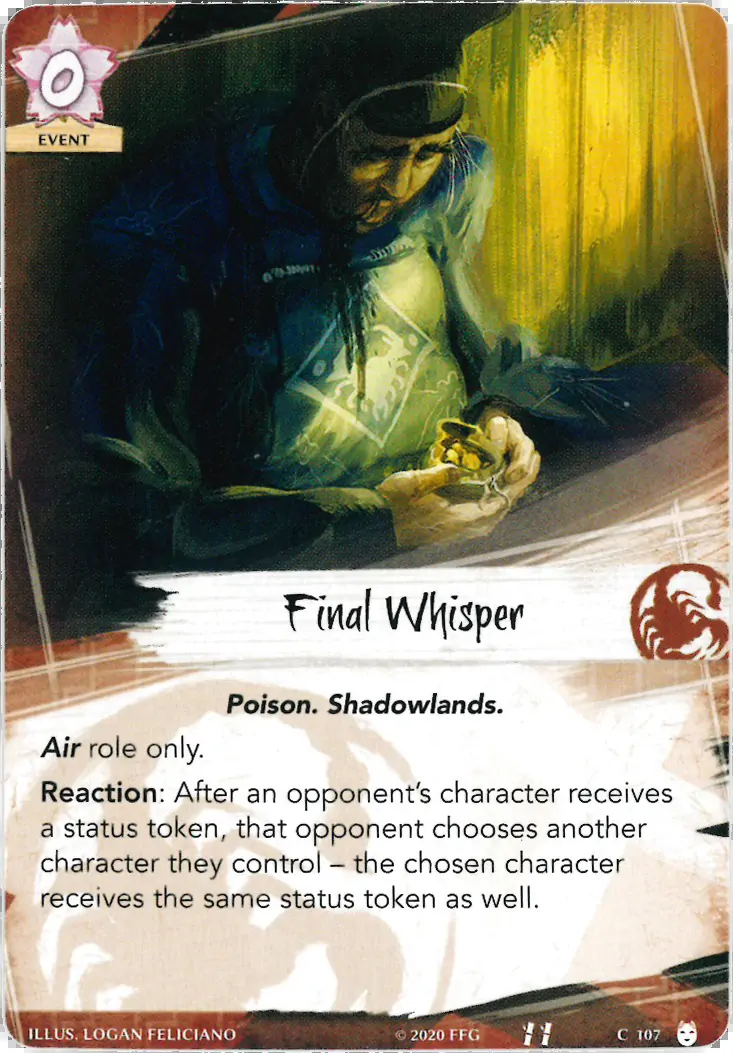 0
EVENT
Final Whisper
Poison. Shadowlands.
Air role only.
Reaction: After an opponent's character receives
a status token, that opponent chooses another
character they control – the chosen character
receives the same status token as well.
ILLUS. LOGAN FELICIANO © 2020 FFG C 107